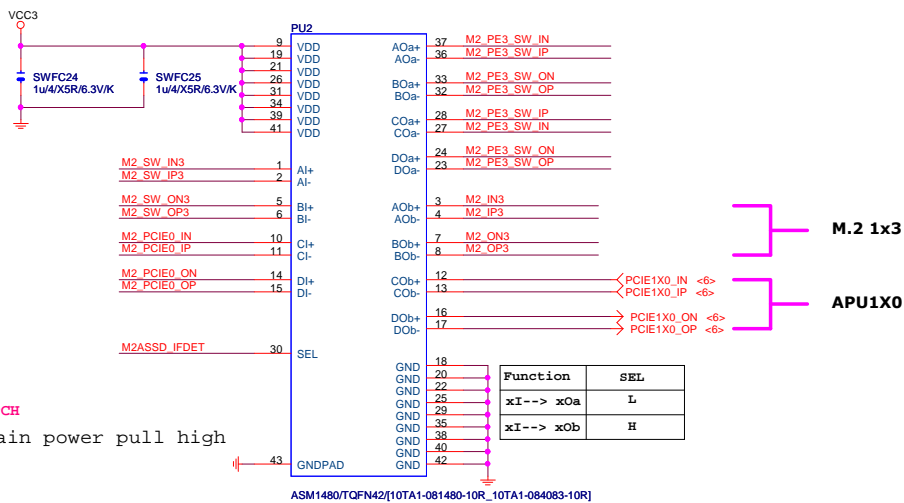 VCC3
PU2
SWFC24
1u/4/X5R/6.3V/K
SWFC25
1u/4/X5R/6.3V/K
9 VDD
19 VDD
21 VDD
26 VDD
31 VDD
34 VDD
39 VDD
41 VDD
M2_SW_IN3 1 AI+
M2_SW_IP3 2 AI-
M2_SW_ON3 5 BI+
M2_SW_OP3 6 BI-
M2_PCIE0_IN 10 CI+
M2_PCIE0_IP 11 CI-
M2_PCIE0_ON 14 DI+
M2_PCIE0_OP 15 DI-
M2ASSD_IFDET 30 SEL
43 GNDPAD
AOa+ 37 M2_PE3_SW_IN
AOa- 36 M2_PE3_SW_IP
BOa+ 33 M2_PE3_SW_ON
BOa- 32 M2_PE3_SW_OP
COa+ 28 M2_PE3_SW_IP
COa- 27 M2_PE3_SW_IN
DOa+ 24 M2_PE3_SW_ON
DOa- 23 M2_PE3_SW_OP
AOb+ 3 M2_IN3
AOb- 4 M2_IP3
BOb+ 7 M2_ON3
BOb- 8 M2_OP3
COb+ 12 PCIE1X0_IN <6>
COb- 13 PCIE1X0_IP <6>
DOb+ 16 PCIE1X0_ON <6>
DOb- 17 PCIE1X0_OP <6>
GND 18
GND 20
GND 22
GND 25
GND 29
GND 35
GND 38
GND 40
GND 42
M.2 1x3
APU1X0
Function SEL
xI--> xOa L
xI--> xOb H
CH
ain power pull high
ASM1480/TQFN42/[10TA1-081480-10R_10TA1-084083-10R]